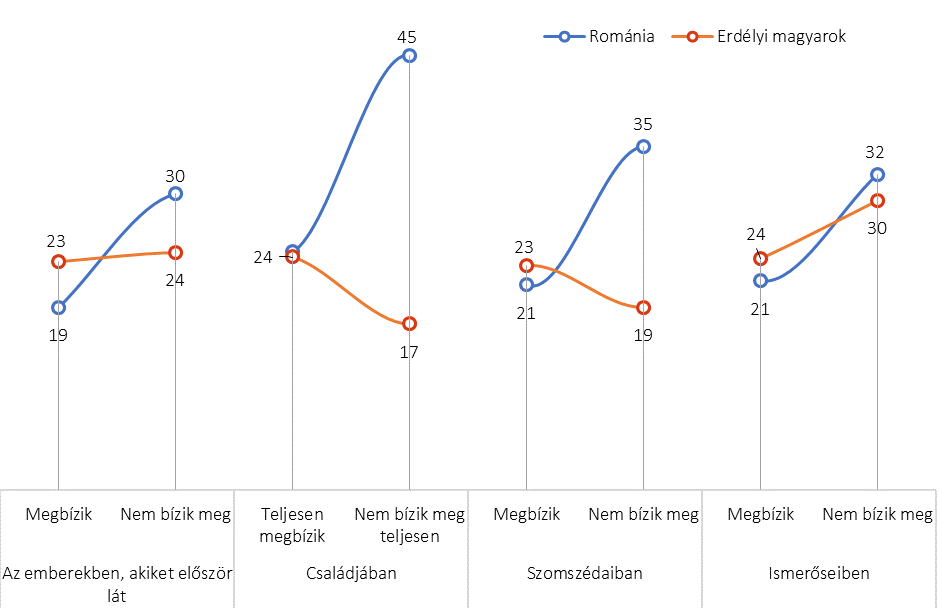 Románia
Erdélyi magyarok
45
35
32
30
30
23
24
24
17
23
21
19
24
21
19
Megbízik
Nem bízik meg
Teljesen
megbízik
Nem bízik meg
teljesen
Megbízik
Nem bízik meg
Megbízik
Nem bízik meg
Az emberekben, akiket először
lát
Családjában
Szomszédaiban
Ismerőseiben